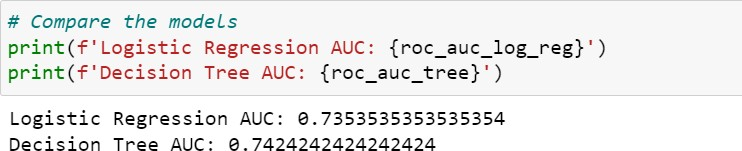 # Compare the models
print(f'Logistic Regression AUC: {roc_auc_log_reg}')
print(f'Decision Tree AUC: {roc_auc_tree}')
Logistic Regression AUC: 0.7353535353535354
Decision Tree AUC: 0.7424242424242424